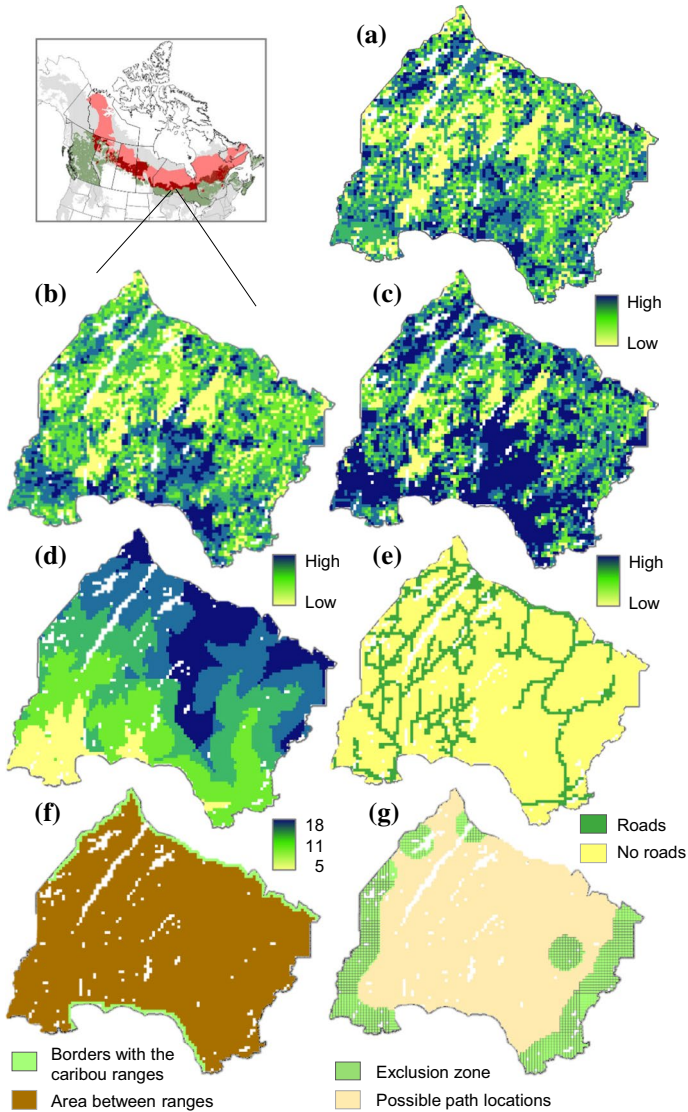 (a)
(b)
(c)
High
Low
(d)
High
Low
(e)
High
Low
(f)
18
11
5
(g)
Roads
No roads
Borders with the
caribou ranges
Area between ranges
Exclusion zone
Possible path locations